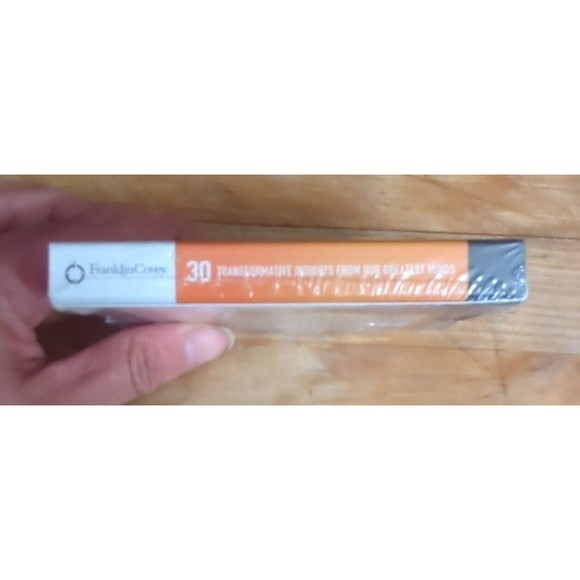 FranklinCovey
30 TRANSFORMATIVE INSIGHTS FROM OUR GREATEST MINDS